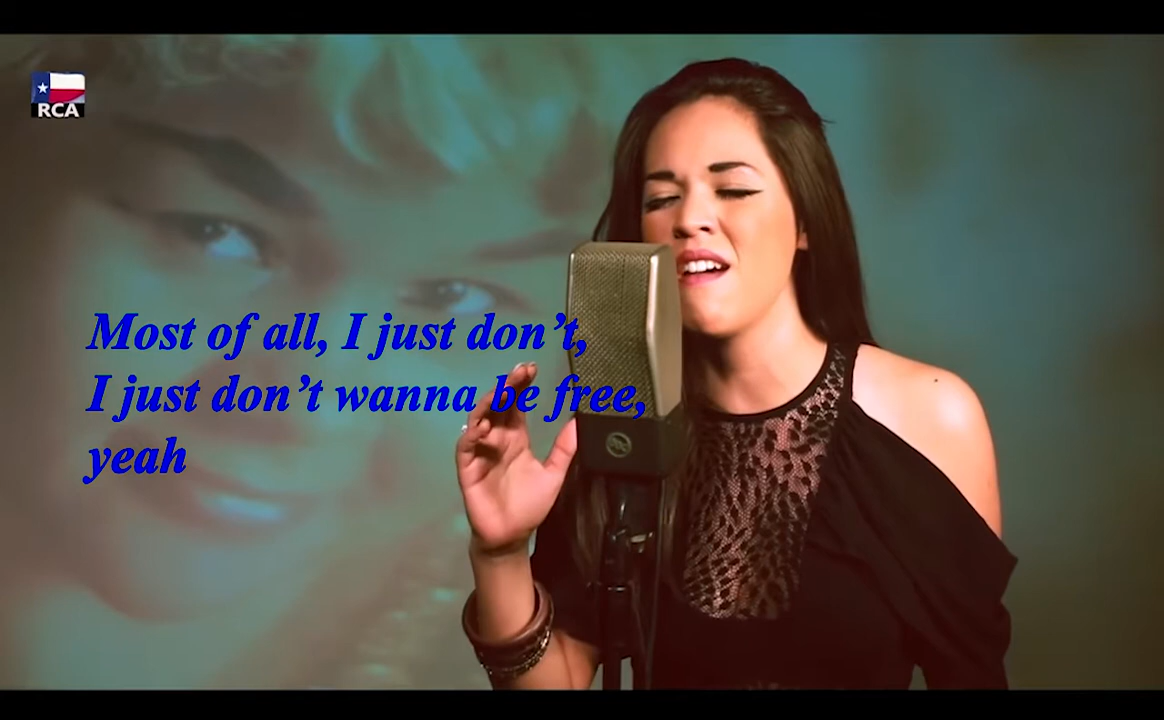 RCA
Most of all, I just don’t,
I just don’t wanna be free,
yeah